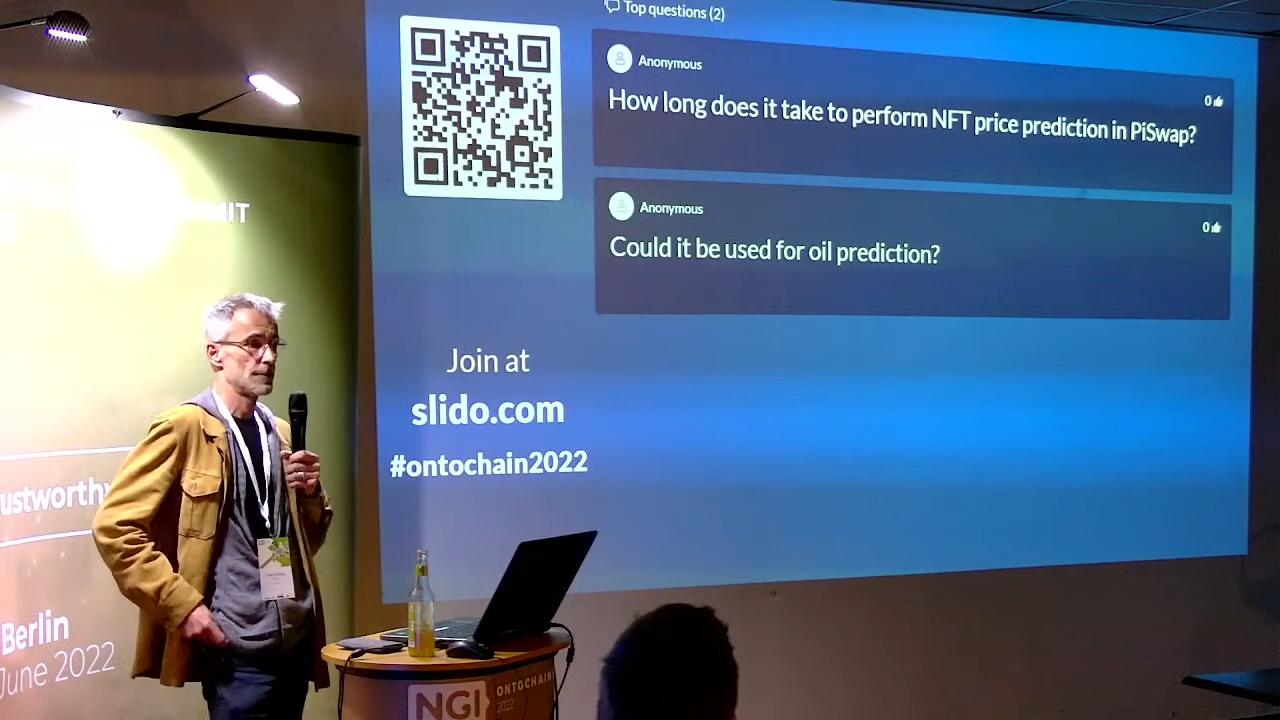 Top questions (2)
Anonymous
0
How long does it take to perform NFT price prediction in PiSwap?
Anonymous
0
Could it be used for oil prediction?
Join at
slido.com
#ontochain2022
ustworthy
Berlin
June 2022
NGI
ONTOCHAIN
2022